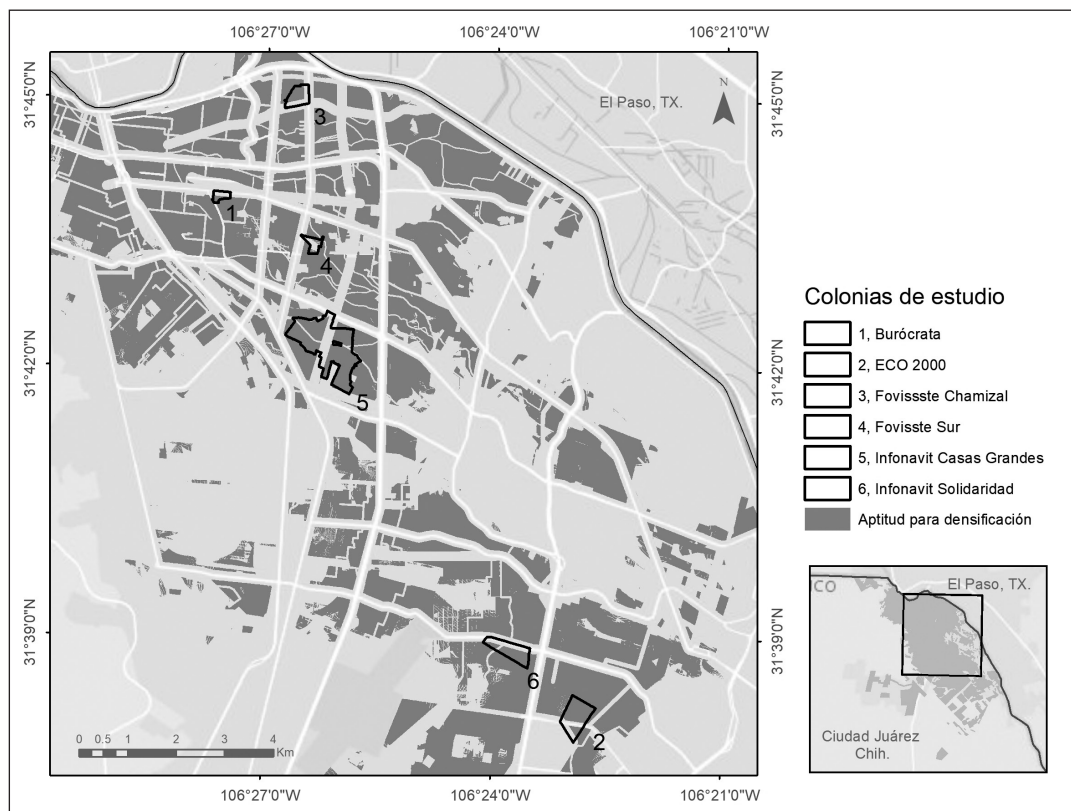 106°27'0"W 106°24'0"W 106°21'0"W
31°45'0"N
31°45'0"N
El Paso, TX.
N
3
1
4
31°42'0"N
31°42'0"N
5
31°39'0"N
31°39'0"N
6
2
0 0.5 1 2 3 4
Km
106°27'0"W 106°24'0"W 106°21'0"W
Colonias de estudio
1, Burócrata
2, ECO 2000
3, Fovissste Chamizal
4, Fovisste Sur
5, Infonavit Casas Grandes
6, Infonavit Solidaridad
Aptitud para densificación
ICO
El Paso, TX.
Ciudad Juárez
Chih.